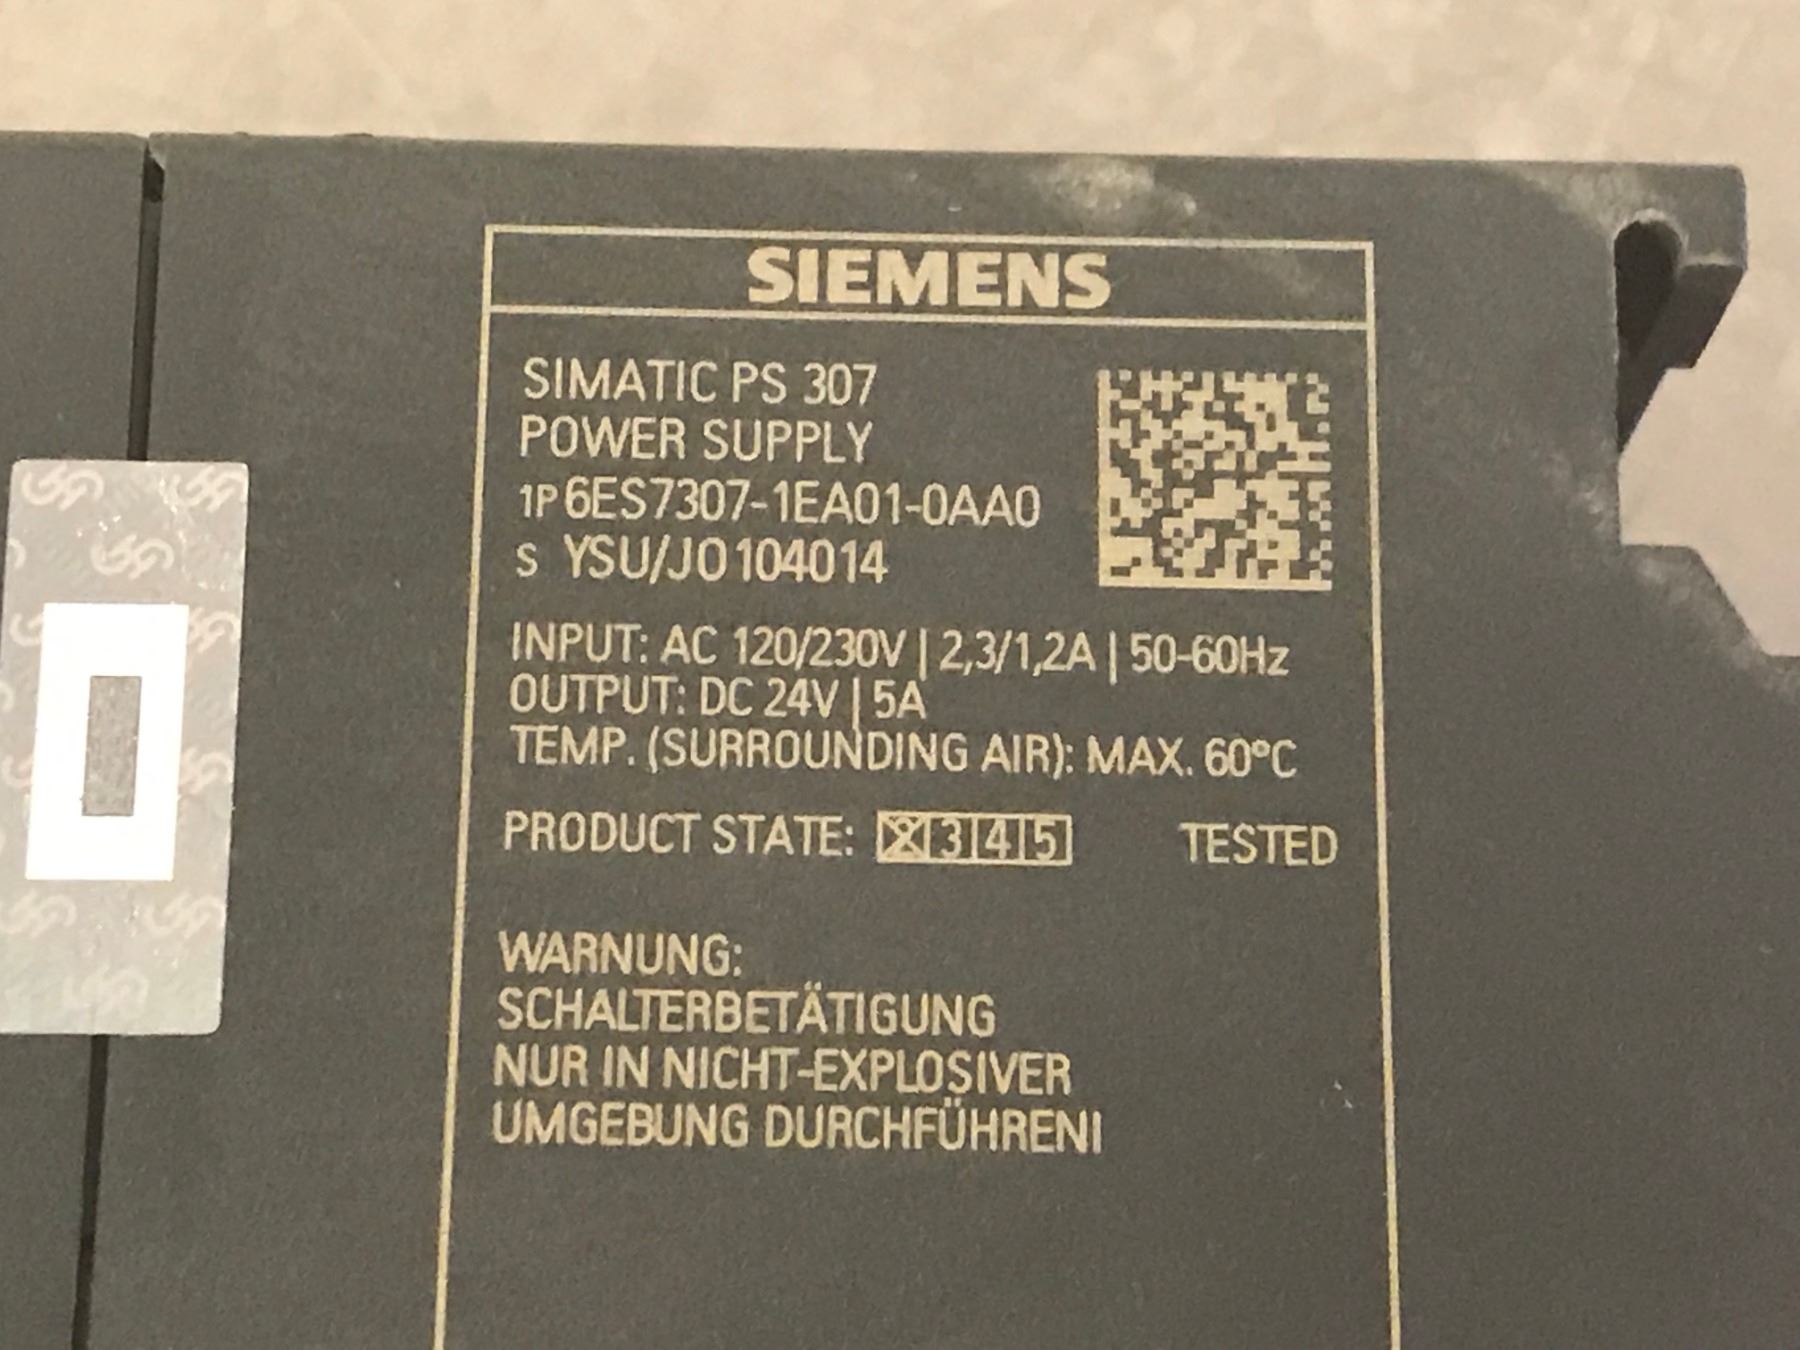 SIEMENS
SIMATIC PS 307
POWER SUPPLY
1P 6ES7307-1EA01-0AA0
S YSU/JO104014
INPUT: AC 120/230V | 2,3/1,2A | 50-60Hz
OUTPUT: DC 24V | 5A
TEMP. (SURROUNDING AIR): MAX. 60°C
PRODUCT STATE: 2 3 4 5 TESTED
WARNUNG:
SCHALTERBETÄTIGUNG
NUR IN NICHT-EXPLOSIVER
UMGEBUNG DURCHFÜHREN!